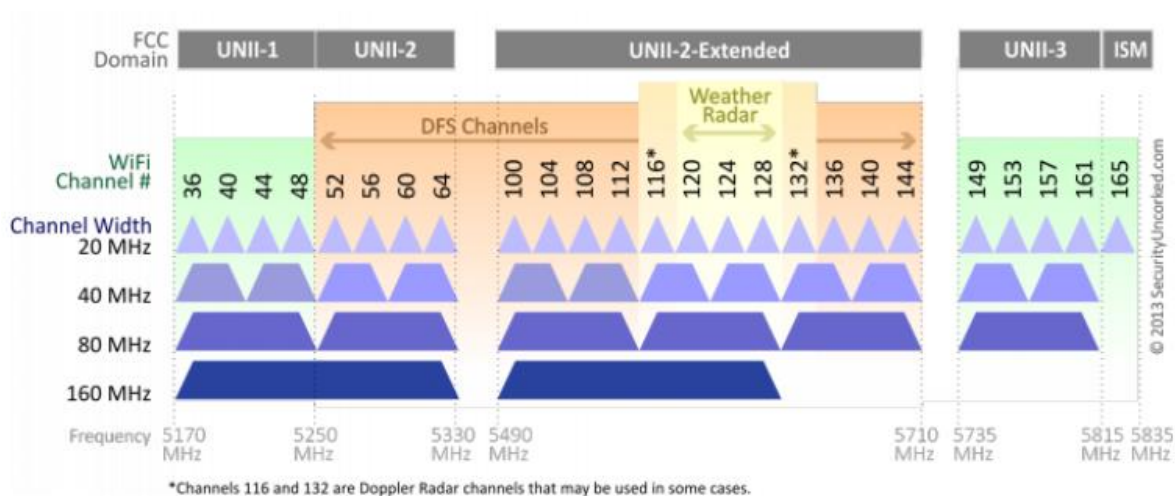 FCC
Domain
UNII-1 UNII-2 UNII-2-Extended UNII-3 ISM
Weather
Radar
DFS Channels
WiFi
Channel #
36 40 44 48 52 56 60 64 100 104 108 112 116* 120 124 128 132* 136 140 144 149 153 157 161 165
Channel Width
20 MHz
40 MHz
80 MHz
160 MHz
Frequency
5170 5250 5330 5490 5710 5735 5815 5835
MHz MHz MHz MHz MHz MHz MHz MHz
*Channels 116 and 132 are Doppler Radar channels that may be used in some cases.
© 2013 SecurityUncorked.com